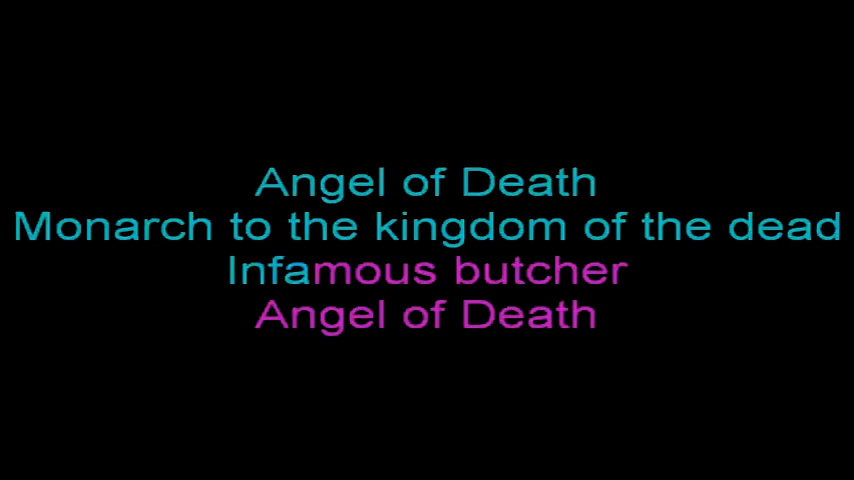 Angel of Death
Monarch to the kingdom of the dead
Infamous butcher
Angel of Death